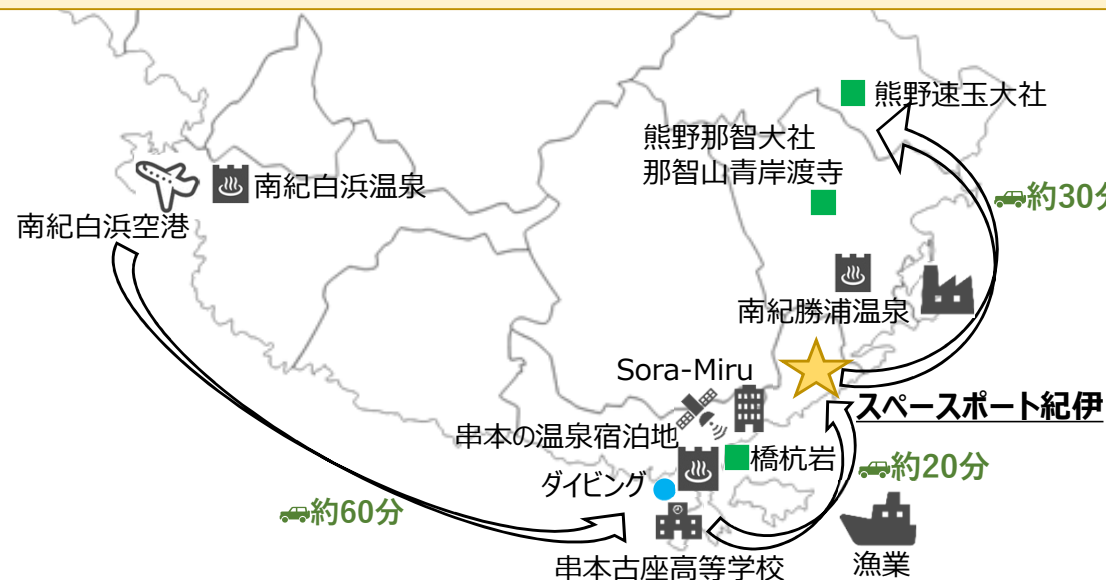 熊野速玉大社
熊野那智大社
那智山青岸渡寺
約30分
南紀白浜温泉
南紀白浜空港
南紀勝浦温泉
Sora-Miru
スペースポート紀伊
串本の温泉宿泊地
橋杭岩
約20分
ダイビング
約60分
串本古座高等学校
漁業